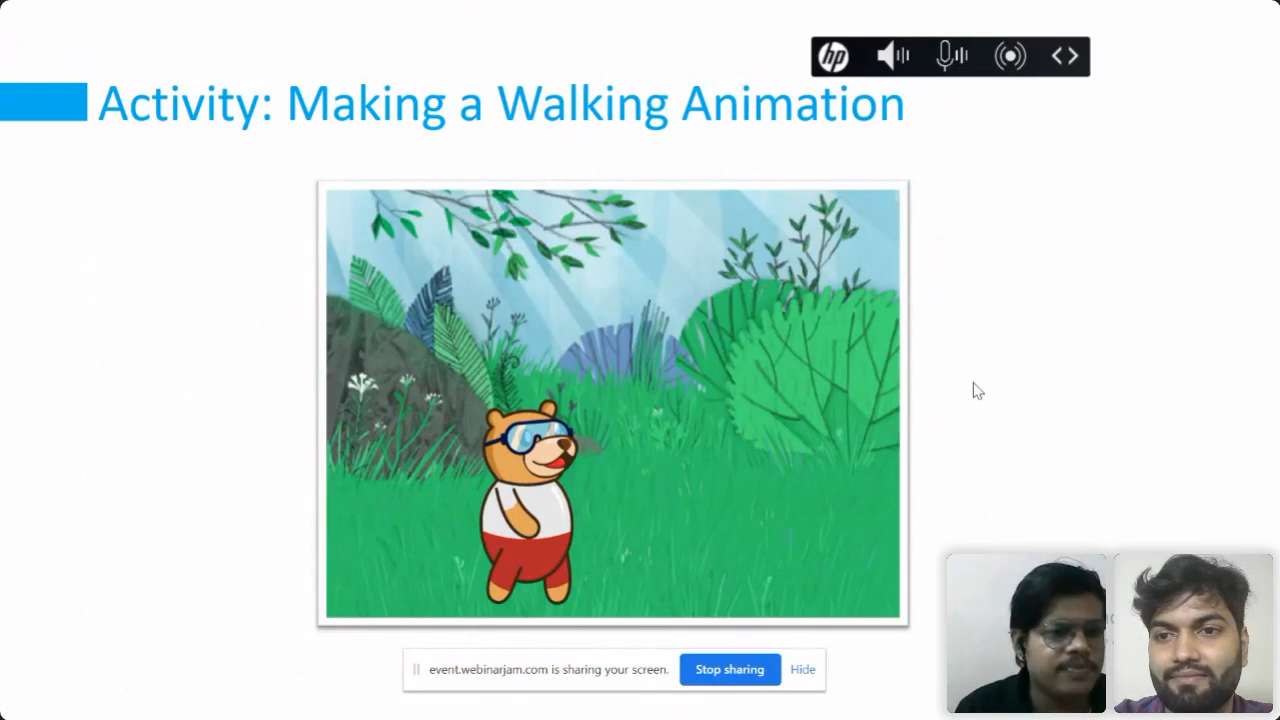 hp
Activity: Making a Walking Animation
event.webinarjam.com is sharing your screen.
Stop sharing
Hide